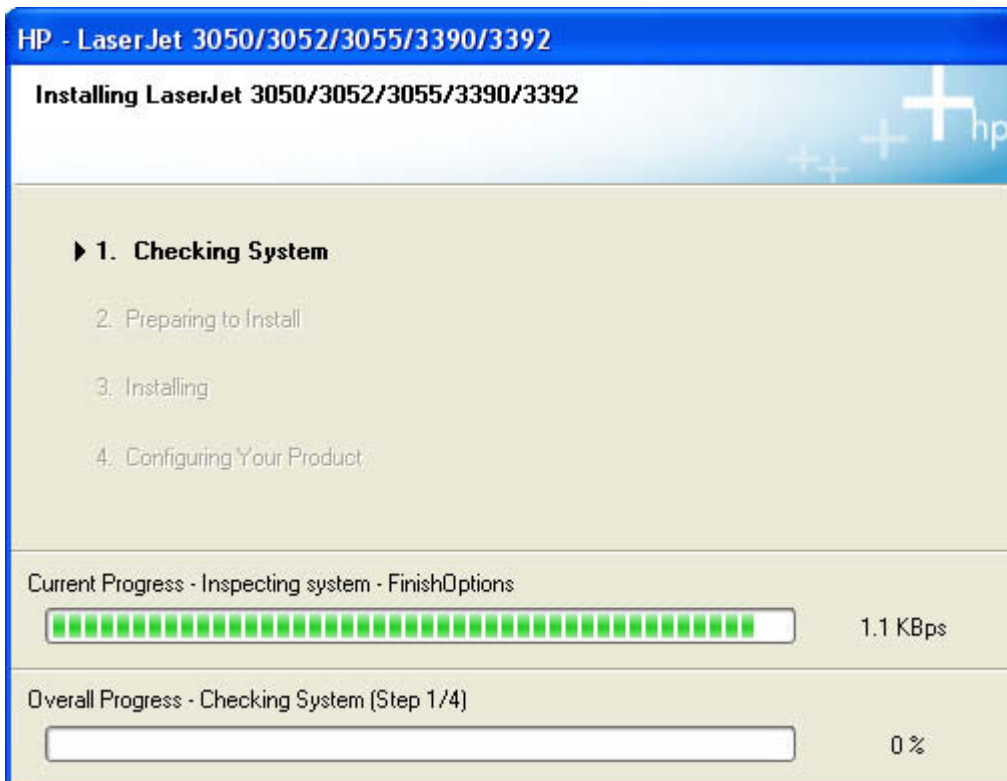 HP - LaserJet 3050/3052/3055/3390/3392
Installing LaserJet 3050/3052/3055/3390/3392
hp
1. Checking System
2. Preparing to Install
3. Installing
4. Configuring Your Product
Current Progress - Inspecting system - FinishOptions
1.1 KBps
Overall Progress - Checking System (Step 1/4)
0 %